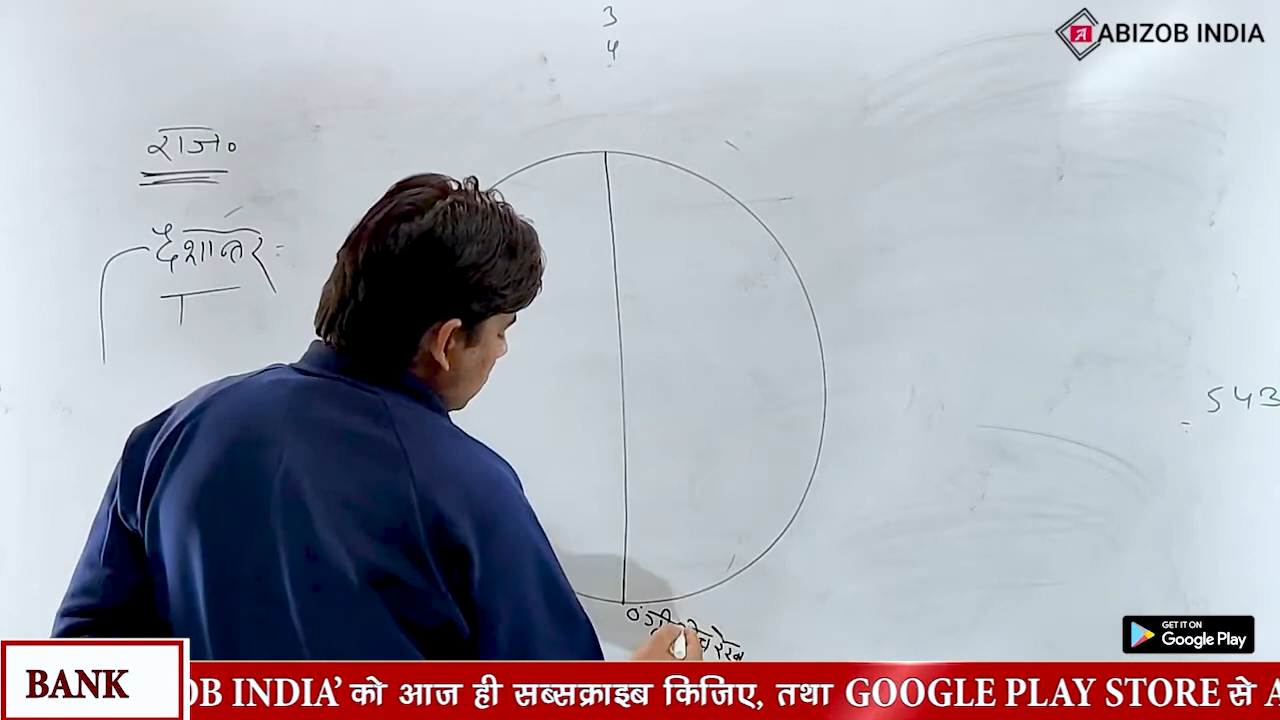 3
4
ABIZOB INDIA
राज०
देशान्तर
543
0°
GET IT ON
Google Play
BANK
OB INDIA’ को आज ही सब्सक्राइब किजिए, तथा GOOGLE PLAY STORE से A